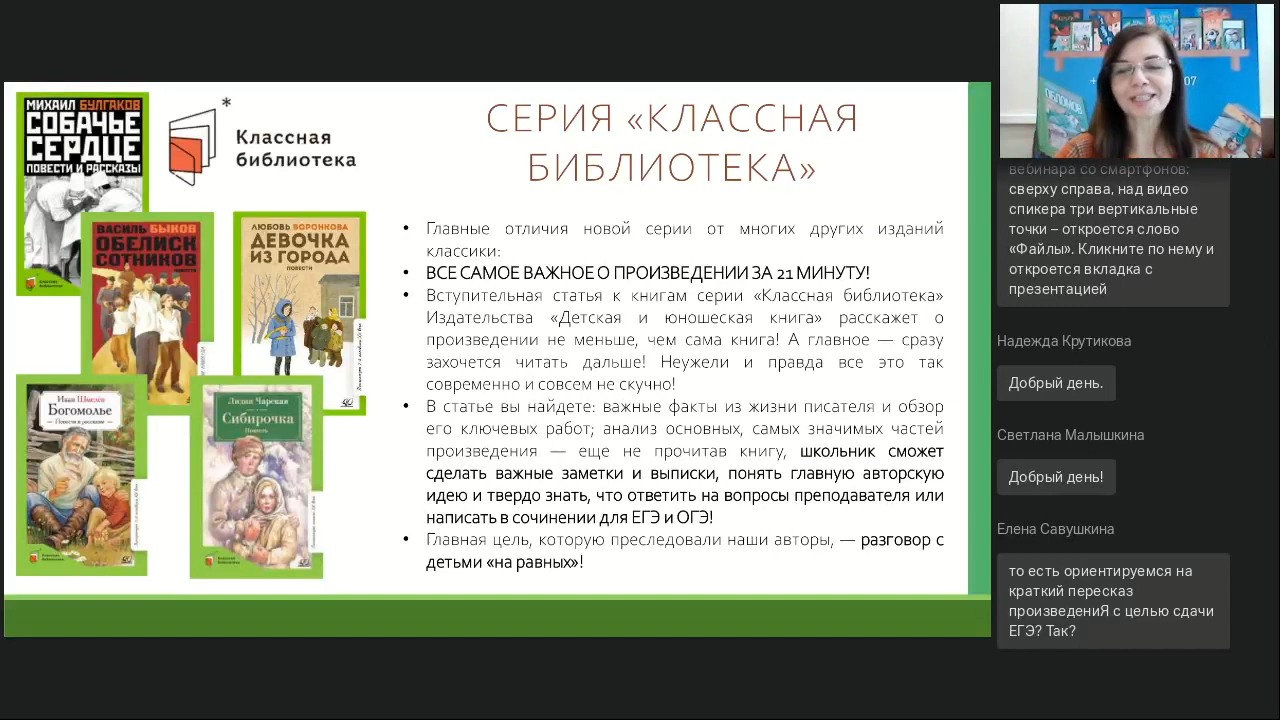 МИХАИЛ БУЛГАКОВ
СОБАЧЬЕ
СЕРДЦЕ
ПОВЕСТИ И РАССКАЗЫ
*
Классная
библиотека
ВАСИЛЬ БЫКОВ
ОБЕЛИСК
СОТНИКОВ
ПОВЕСТИ
ЛЮБОВЬ ВОРОНКОВА
ДЕВОЧКА
ИЗ ГОРОДА
ПОВЕСТИ
Иван Шмелёв
Богомолье
Повести и рассказы
Лидия Чарская
Сибирочка
Повесть
СЕРИЯ «КЛАССНАЯ
БИБЛИОТЕКА»
• Главные отличия новой серии от многих других изданий
классики:
• ВСЕ САМОЕ ВАЖНОЕ О ПРОИЗВЕДЕНИИ ЗА 21 МИНУТУ!
• Вступительная статья к книгам серии «Классная библиотека»
Издательства «Детская и юношеская книга» расскажет о
произведении не меньше, чем сама книга! А главное — сразу
захочется читать дальше! Неужели и правда все это так
современно и совсем не скучно!
• В статье вы найдете: важные факты из жизни писателя и обзор
его ключевых работ; анализ основных, самых значимых частей
произведения — еще не прочитав книгу, школьник сможет
сделать важные заметки и выписки, понять главную авторскую
идею и твердо знать, что ответить на вопросы преподавателя или
написать в сочинении для ЕГЭ и ОГЭ!
• Главная цель, которую преследовали наши авторы, — разговор с
детьми «на равных»!
ОБЛОМОВ
07
вебинара со смартфонов:
сверху справа, над видео
спикера три вертикальные
точки – откроется слово
«Файлы». Кликните по нему и
откроется вкладка с
презентацией
Надежда Крутикова
Добрый день.
Светлана Малышкина
Добрый день!
Елена Савушкина
то есть ориентируемся на
краткий пересказ
произведениЯ с целью сдачи
ЕГЭ? Так?